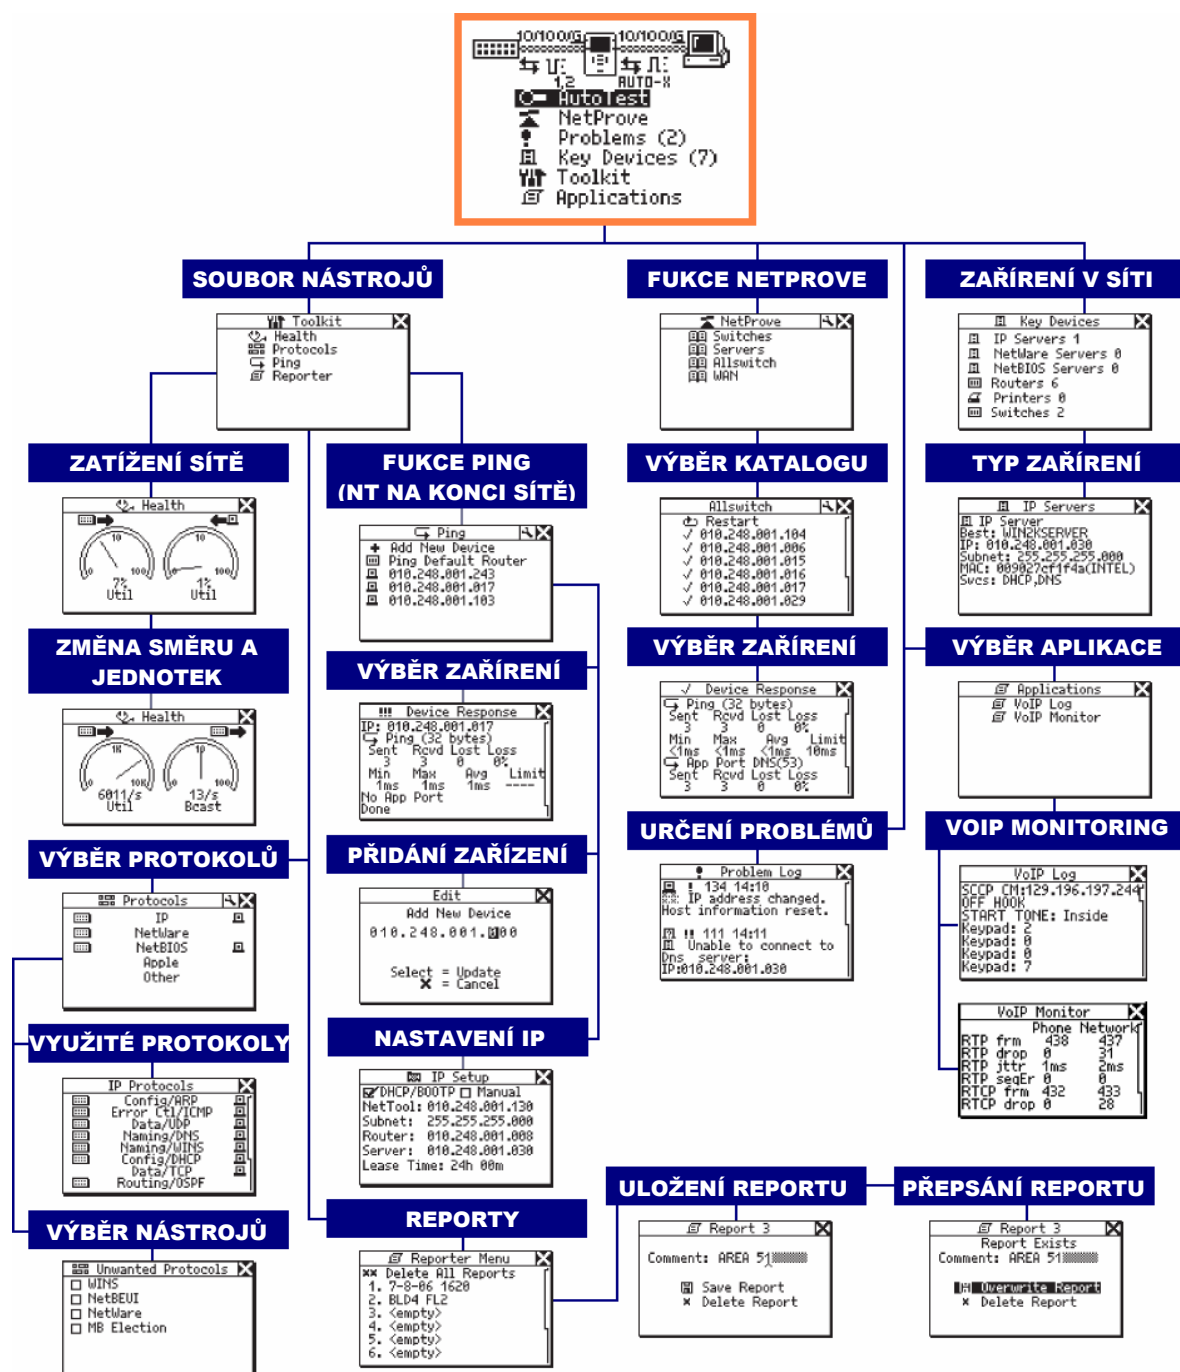 10/100/G 10/100/G
1,2 AUTO-X
AutoTest
NetProve
Problems (2)
Key Devices (7)
Toolkit
Applications
SOUBOR NÁSTROJŮ
FUKCE NETPROVE
ZAŘÍRENÍ V SÍTI
Toolkit
Health
Protocols
Ping
Reporter
NetProve
Switches
Servers
Allswitch
WAN
Key Devices
IP Servers 1
NetWare Servers 0
NetBIOS Servers 0
Routers 6
Printers 0
Switches 2
ZATÍŽENÍ SÍTĚ
FUKCE PING
(NT NA KONCI SÍTĚ)
VÝBĚR KATALOGU
TYP ZAŘÍRENÍ
Health
10 10
0 100 0 100
7% 1%
Util Util
Ping
Add New Device
Ping Default Router
010.248.001.243
010.248.001.017
010.248.001.103
Allswitch
Restart
√ 010.248.001.104
√ 010.248.001.006
√ 010.248.001.015
√ 010.248.001.016
√ 010.248.001.017
√ 010.248.001.029
IP Servers
IP Server
Best: WIN2KSERVER
IP: 010.248.001.030
Subnet: 255.255.255.000
MAC: 009027cf1f4a(INTEL)
Svcs: DHCP,DNS
ZMĚNA SMĚRU A
JEDNOTEK
VÝBĚR ZAŘÍRENÍ
VÝBĚR ZAŘÍRENÍ
VÝBĚR APLIKACE
Health
1K 10
0 10K 0 100
6011/s 13/s
Util Bcast
!!! Device Response
IP: 010.248.001.017
Ping (32 bytes)
Sent Rcvd Lost Loss
3 3 0 0%
Min Max Avg Limit
1ms 1ms 1ms ----
No App Port
Done
√ Device Response
Ping (32 bytes)
Sent Rcvd Lost Loss
3 3 0 0%
Min Max Avg Limit
<1ms <1ms <1ms 10ms
App Port DNS(53)
Sent Rcvd Lost Loss
3 3 0 0%
Applications
VoIP Log
VoIP Monitor
VÝBĚR PROTOKOLŮ
PŘIDÁNÍ ZAŘÍZENÍ
URČENÍ PROBLÉMŮ
VOIP MONITORING
Protocols
IP
NetWare
NetBIOS
Apple
Other
Edit
Add New Device
010.248.001.000
Select = Update
X = Cancel
! Problem Log
! 134 14:10
IP address changed.
Host information reset.
!! 111 14:11
Unable to connect to
Dns server:
IP:010.248.001.030
VoIP Log
SCCP CM:129.196.197.244
OFF HOOK
START TONE: Inside
Keypad: 2
Keypad: 0
Keypad: 0
Keypad: 7
VoIP Monitor
Phone Network
RTP frm 438 437
RTP drop 0 31
RTP jttr 1ms 2ms
RTP seqEr 0 0
RTCP frm 432 433
RTCP drop 0 28
VYUŽITÉ PROTOKOLY
NASTAVENÍ IP
IP Protocols
Config/ARP
Error Ctl/ICMP
Data/UDP
Naming/DNS
Naming/WINS
Config/DHCP
Data/TCP
Routing/OSPF
IP Setup
DHCP/BOOTP Manual
NetTool: 010.248.001.130
Subnet: 255.255.255.000
Router: 010.248.001.008
Server: 010.248.001.030
Lease Time: 24h 00m
VÝBĚR NÁSTROJŮ
REPORTY
ULOŽENÍ REPORTU
PŘEPSÁNÍ REPORTU
Unwanted Protocols
WINS
NetBEUI
NetWare
MB Election
Reporter Menu
XX Delete All Reports
1. 7-8-06 1620
2. BLD4 FL2
3. <empty>
4. <empty>
5. <empty>
6. <empty>
Report 3
Comment: AREA 51
Save Report
× Delete Report
Report 3
Report Exists
Comment: AREA 51
Overwrite Report
× Delete Report